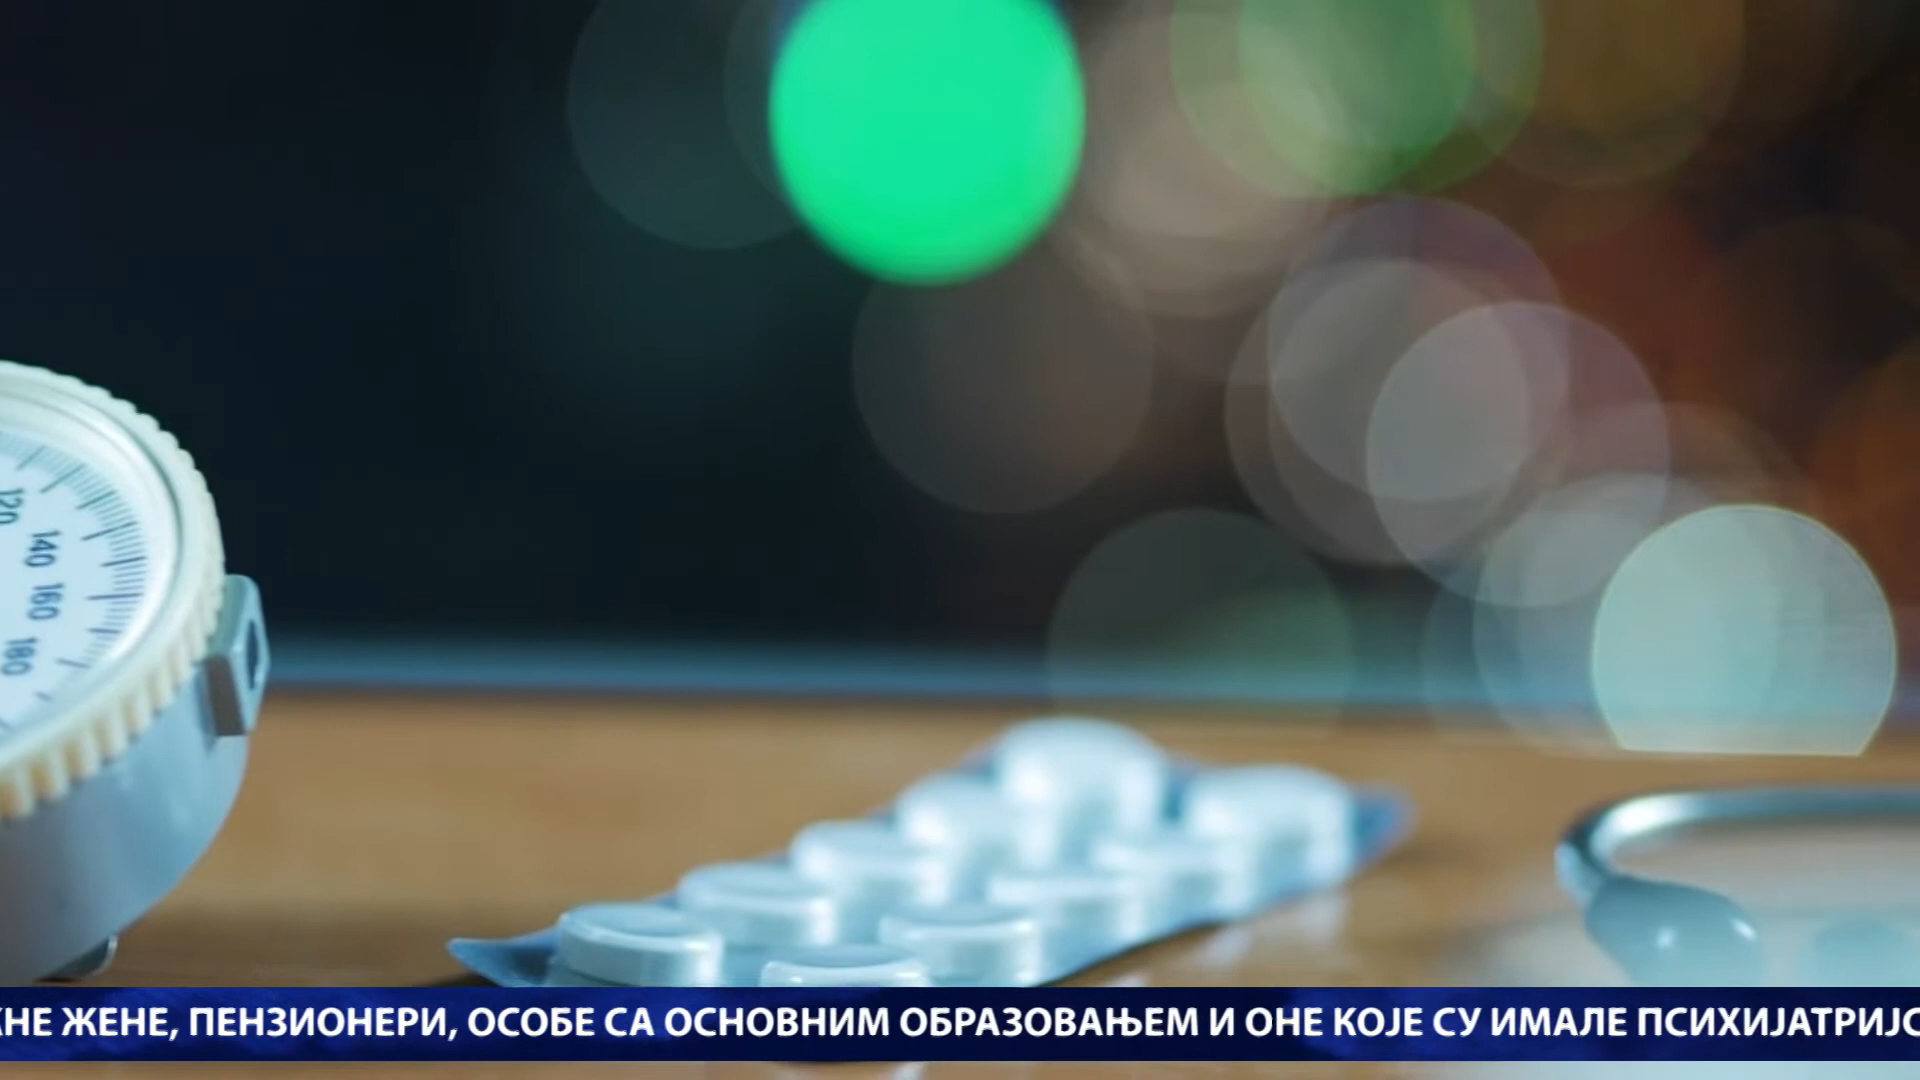 120
140
160
180
НЕ ЖЕНЕ, ПЕНЗИОНЕРИ, ОСОБЕ СА ОСНОВНИМ ОБРАЗОВАЊЕМ И ОНЕ КОЈЕ СУ ИМАЛЕ